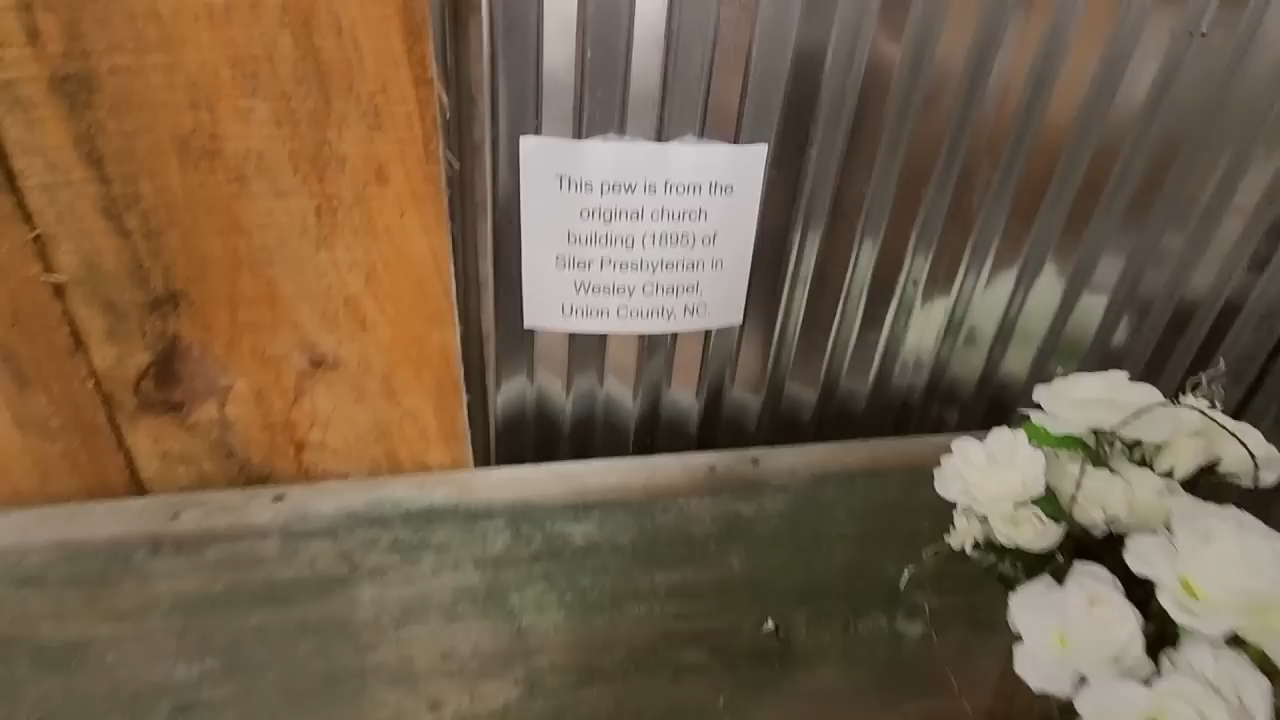 This pew is from the
original church
building (1895) of
Siler Presbyterian in
Wesley Chapel,
Union County, NC.